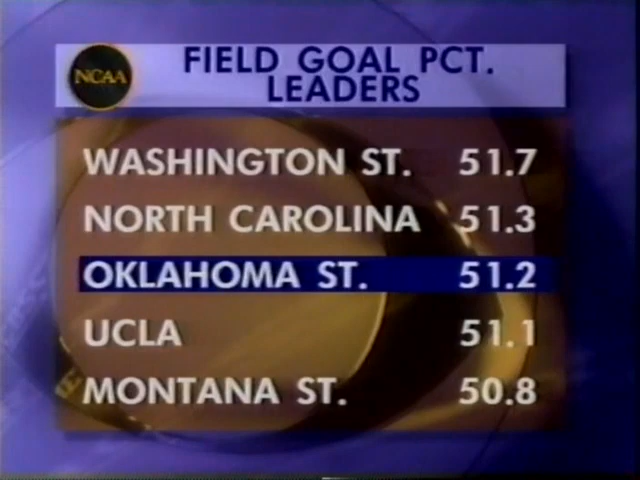 NCAA
FIELD GOAL PCT.
LEADERS
WASHINGTON ST. 51.7
NORTH CAROLINA 51.3
OKLAHOMA ST. 51.2
UCLA 51.1
MONTANA ST. 50.8